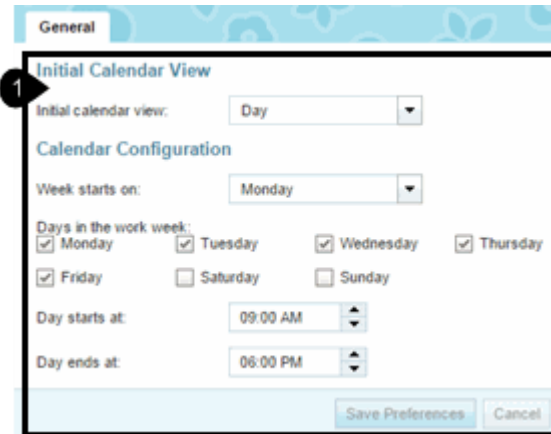 General
1
Initial Calendar View
Initial calendar view: Day
Calendar Configuration
Week starts on: Monday
Days in the work week:
Monday Tuesday Wednesday Thursday
Friday Saturday Sunday
Day starts at: 09:00 AM
Day ends at: 06:00 PM
Save Preferences Cancel